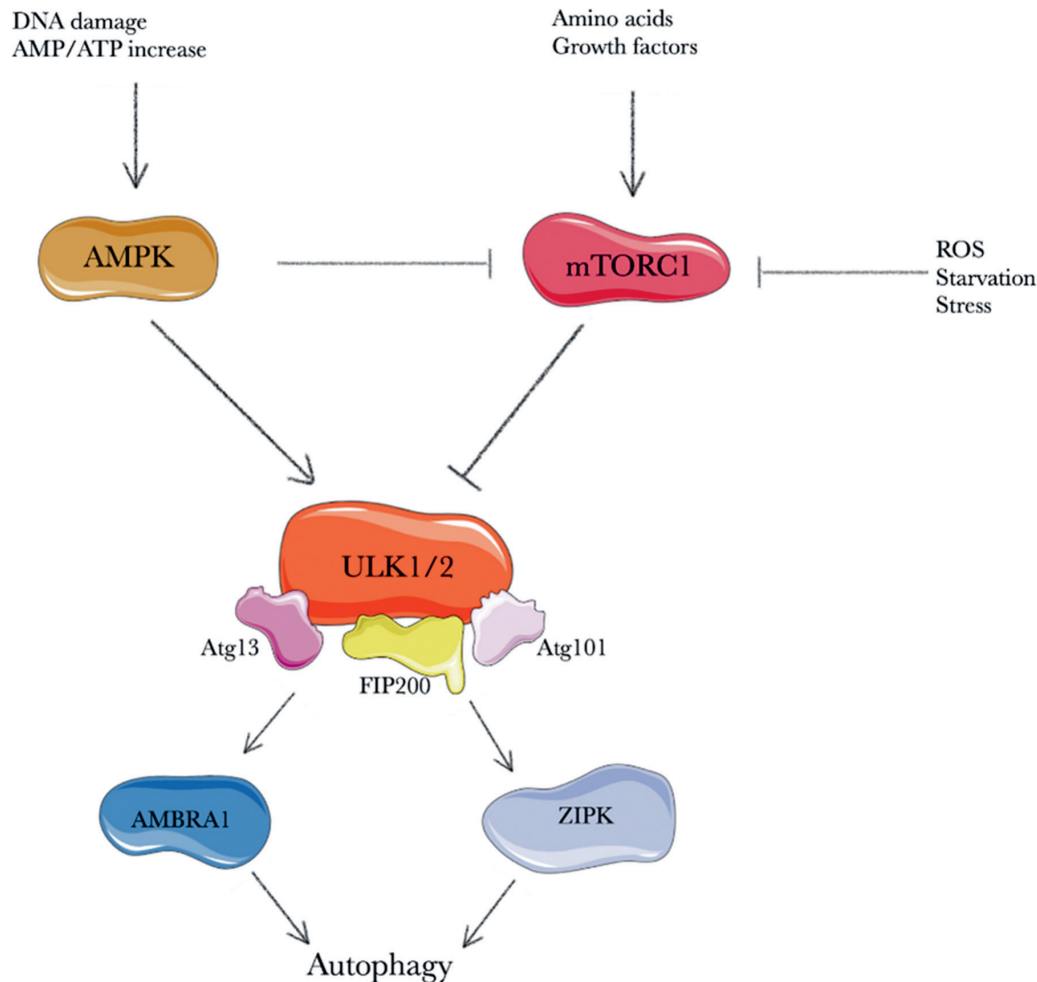 DNA damage
AMP/ATP increase
Amino acids
Growth factors
AMPK
mTORC1
ROS
Starvation
Stress
ULK1/2
Atg13
FIP200
Atg101
AMBRA1
ZIPK
Autophagy